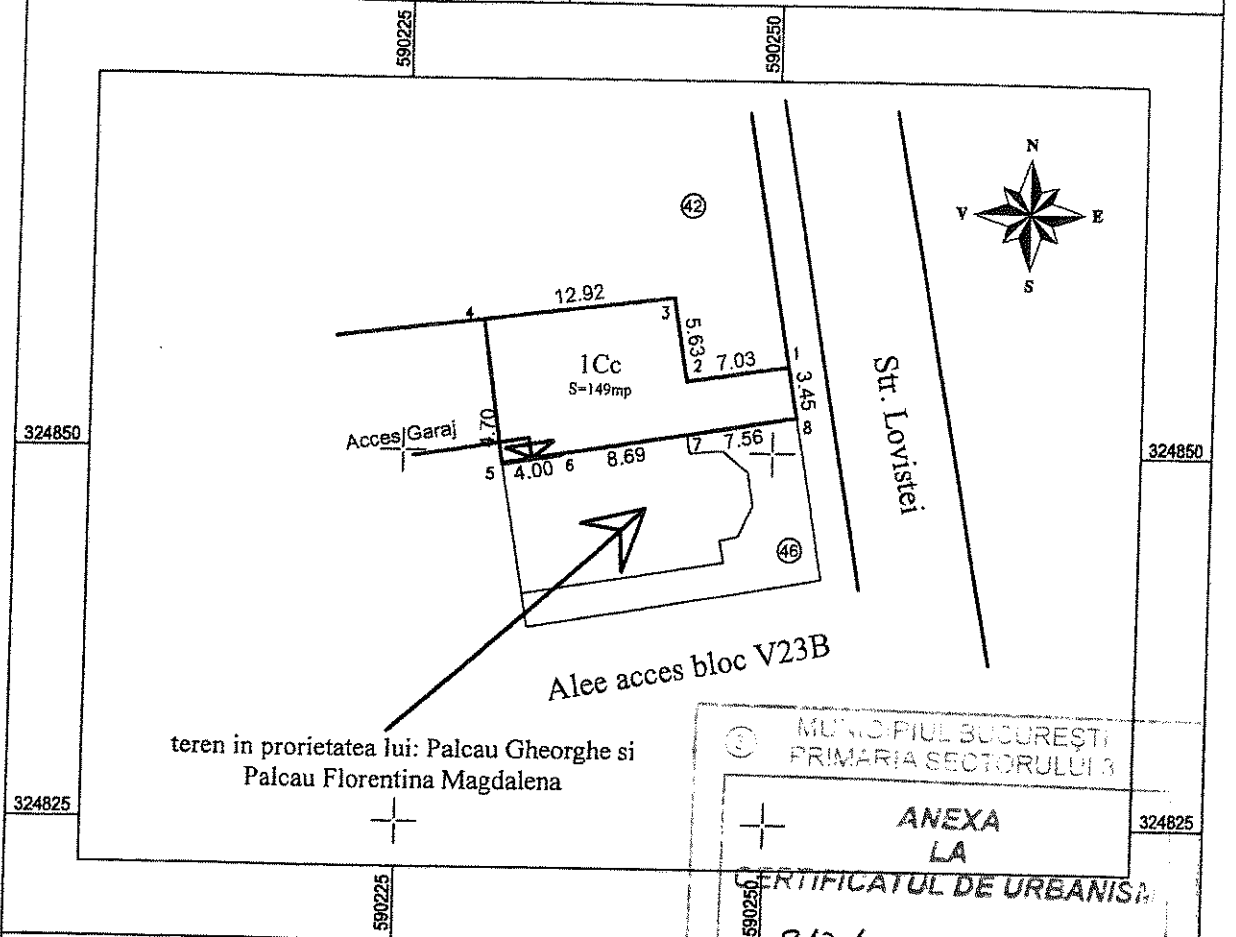 590225
590250
N
V
E
S
42
12.92
4
3
5.63
1Cc
S=149mp
2
7.03
1
3.45
Str. Lovistei
324850
Acces Garaj
.70
5
4.00
6
8.69
7
7.56
8
324850
46
Alee acces bloc V23B
teren in prorietatea lui: Palcau Gheorghe si
Palcau Florentina Magdalena
MUNICIPIUL BUCUREȘTI
PRIMARIA SECTORULUI 3
324825
ANEXA
324825
LA
CERTIFICATUL DE URBANISM
590225
590250